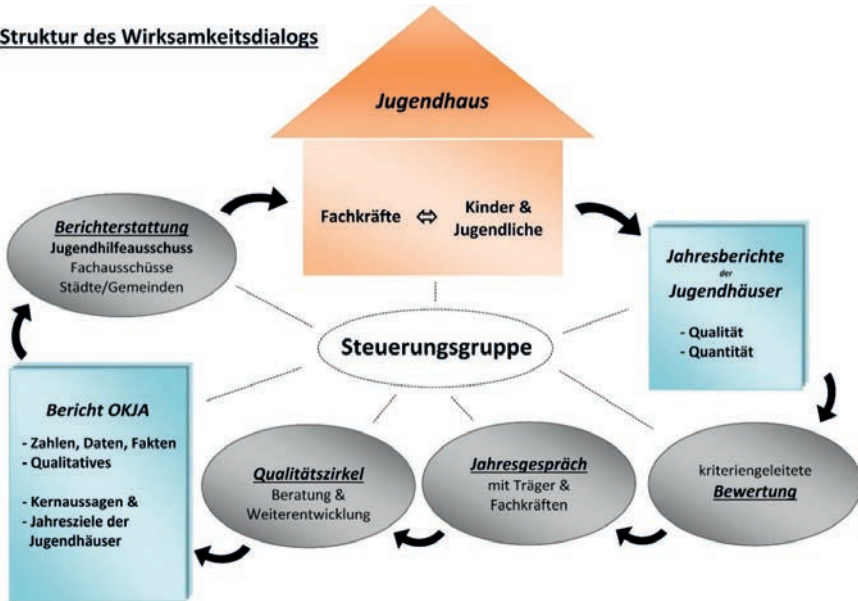 Struktur des Wirksamkeitsdialogs
Jugendhaus
Fachkräfte ⇔ Kinder &
Jugendliche
Berichterstattung
Jugendhilfeausschuss
Fachausschüsse
Städte/Gemeinden
Jahresberichte
der
Jugendhäuser
- Qualität
- Quantität
Steuerungsgruppe
Bericht OKJA
- Zahlen, Daten, Fakten
- Qualitatives
- Kernaussagen &
- Jahresziele der
Jugendhäuser
Qualitätszirkel
Beratung &
Weiterentwicklung
Jahresgespräch
mit Träger &
Fachkräften
kriteriengeleitete
Bewertung